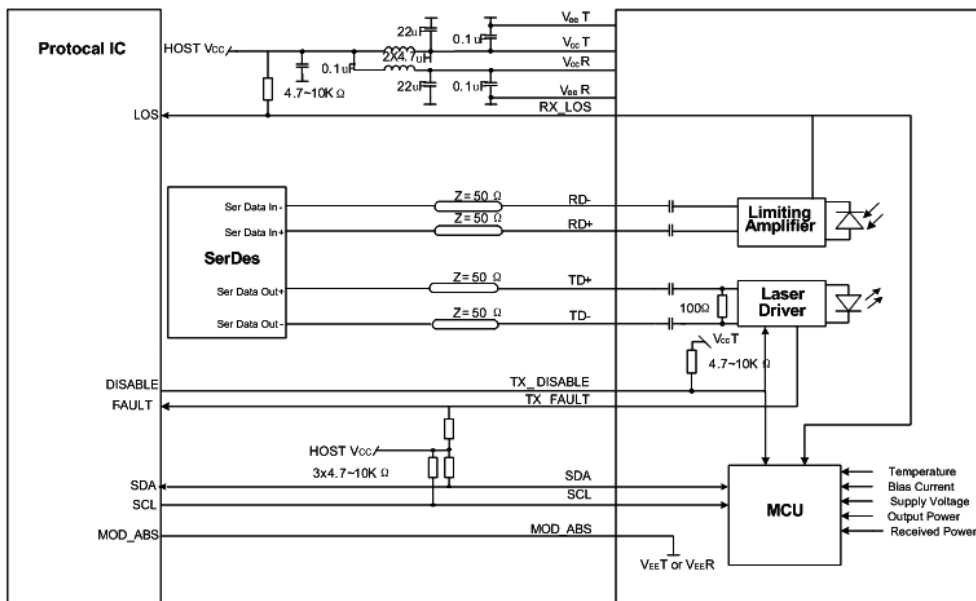 Protocal IC
HOST Vcc
22uF
0.1uF
VeeT
VccT
VccR
VeeR
0.1uF
2X4.7uH
22uF
0.1uF
4.7~10K Ω
LOS
RX_LOS
Ser Data In-
Z= 50 Ω
RD-
Limiting
Amplifier
Ser Data In+
Z= 50 Ω
RD+
SerDes
Ser Data Out+
Z= 50 Ω
TD+
100Ω
Laser
Driver
Ser Data Out-
Z= 50 Ω
TD-
VccT
4.7~10K Ω
DISABLE
TX_DISABLE
FAULT
TX_FAULT
HOST Vcc
3x4.7~10K Ω
SDA
SDA
SCL
SCL
MCU
Temperature
Bias Current
Supply Voltage
Output Power
Received Power
MOD_ABS
MOD_ABS
VEET or VEER